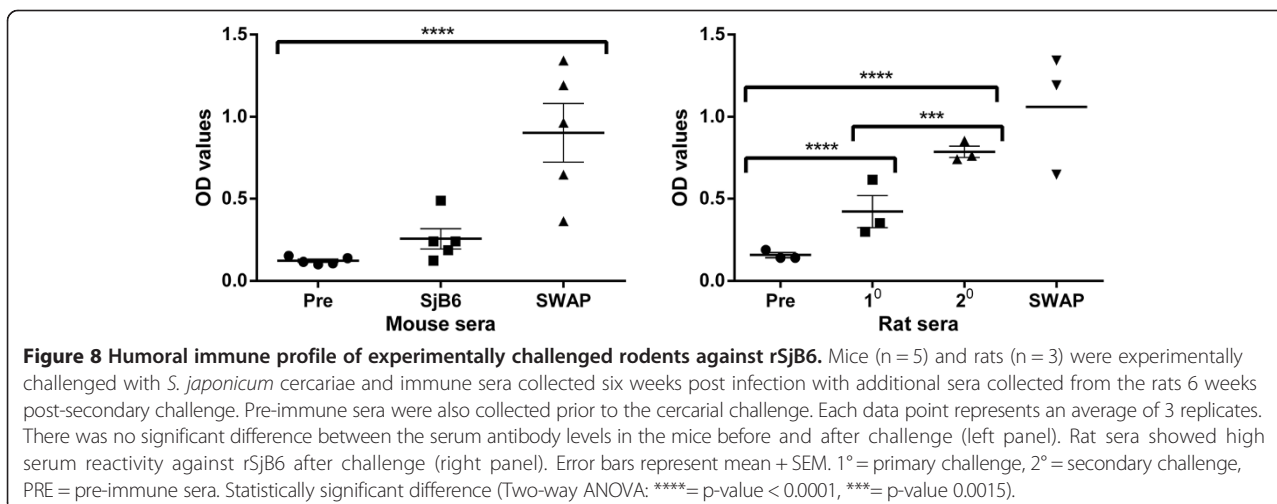 ****
1.5
1.0
0.5
0.0
OD values
Pre SjB6 SWAP
Mouse sera
****
***
****
1.5
1.0
0.5
0.0
OD values
Pre 1⁰ 2⁰ SWAP
Rat sera
Figure 8 Humoral immune profile of experimentally challenged rodents against rSjB6. Mice (n = 5) and rats (n = 3) were experimentally
challenged with S. japonicum cercariae and immune sera collected six weeks post infection with additional sera collected from the rats 6 weeks
post-secondary challenge. Pre-immune sera were also collected prior to the cercarial challenge. Each data point represents an average of 3 replicates.
There was no significant difference between the serum antibody levels in the mice before and after challenge (left panel). Rat sera showed high
serum reactivity against rSjB6 after challenge (right panel). Error bars represent mean + SEM. 1° = primary challenge, 2° = secondary challenge,
PRE = pre-immune sera. Statistically significant difference (Two-way ANOVA: ****= p-value < 0.0001, ***= p-value 0.0015).